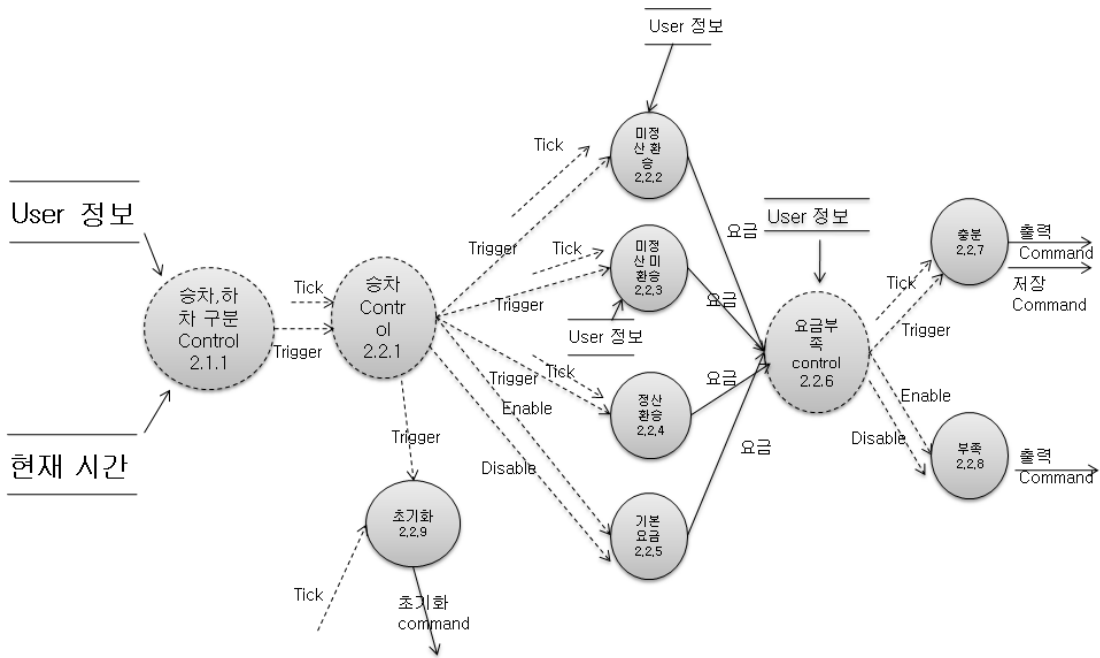 User 정보
User 정보
현재 시간
승차,하
차 구분
Control
2.1.1
Tick
Trigger
승차
Contr
ol
2.2.1
Trigger
초기화
2.2.9
Tick
초기화
command
Tick
Trigger
Tick
Trigger
Trigger
Tick
Enable
Disable
User 정보
미정
산 환
승
2.2.2
미정
산 미
환승
2.2.3
User 정보
정산
환승
2.2.4
기본
요금
2.2.5
요금
요금
요금
요금
User 정보
요금부
족
control
2.2.6
Tick
Trigger
Enable
Disable
충분
2.2.7
출력
Command
저장
Command
부족
2.2.8
출력
Command